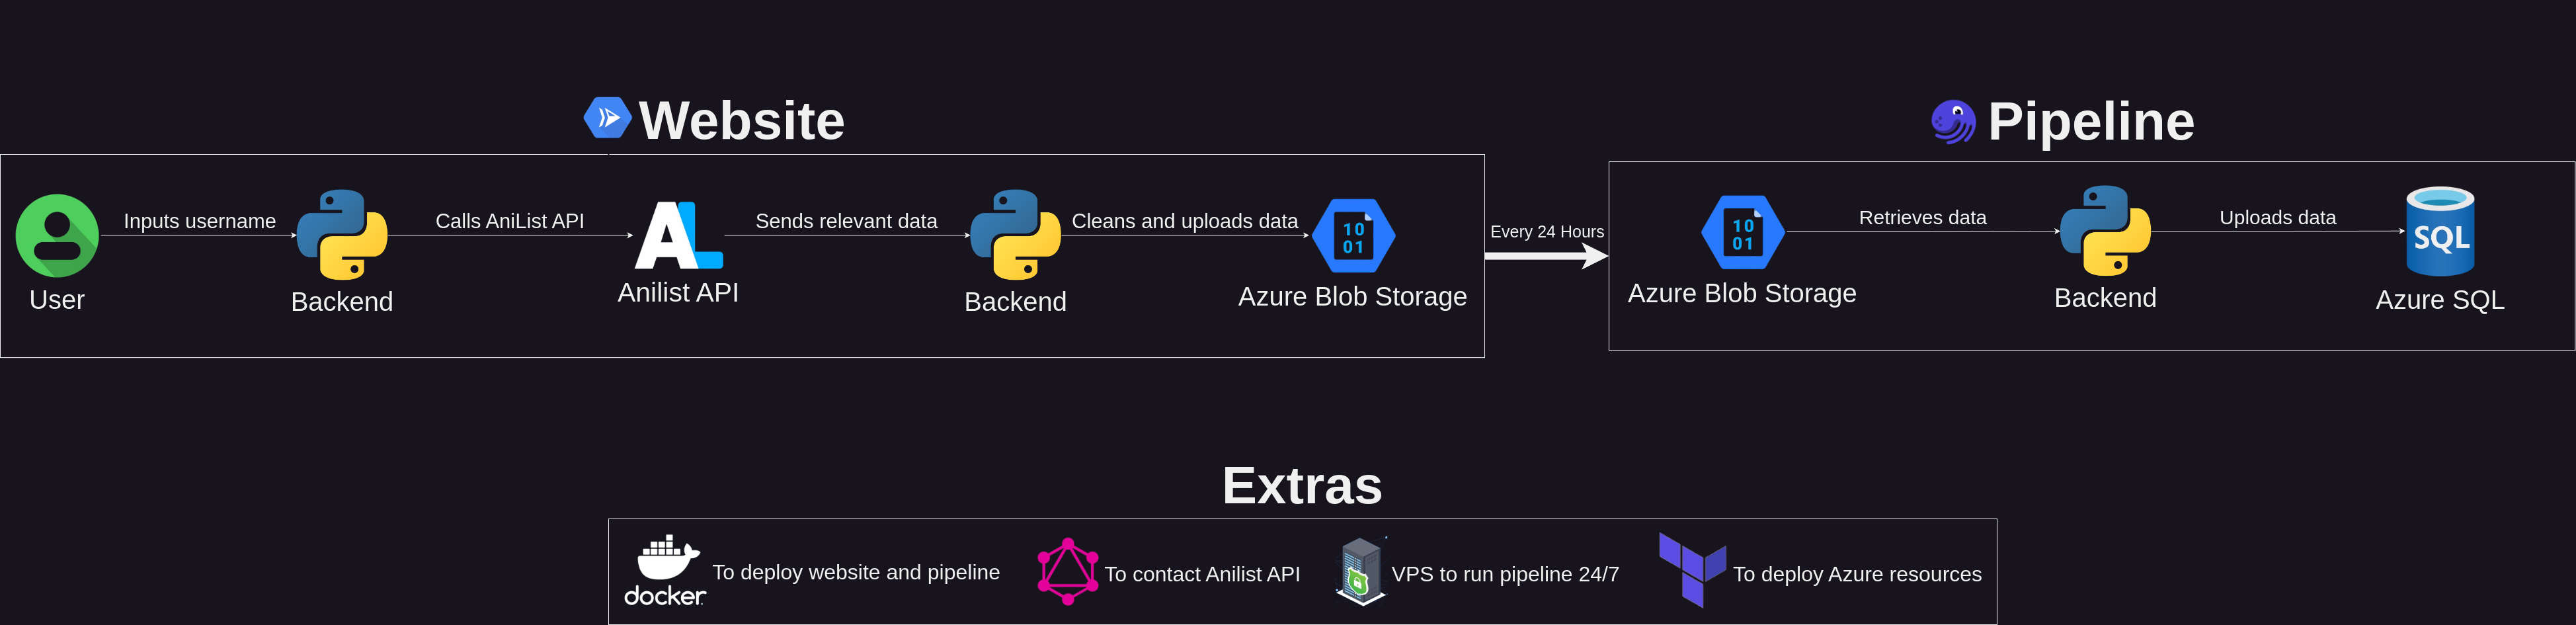 Website
Pipeline
Inputs username
Calls AniList API
Sends relevant data
Cleans and uploads data
Every 24 Hours
Retrieves data
Uploads data
10
01
10
01
SQL
User
Backend
Anilist API
Backend
Azure Blob Storage
Azure Blob Storage
Backend
Azure SQL
Extras
docker
To deploy website and pipeline
To contact Anilist API
VPS to run pipeline 24/7
To deploy Azure resources